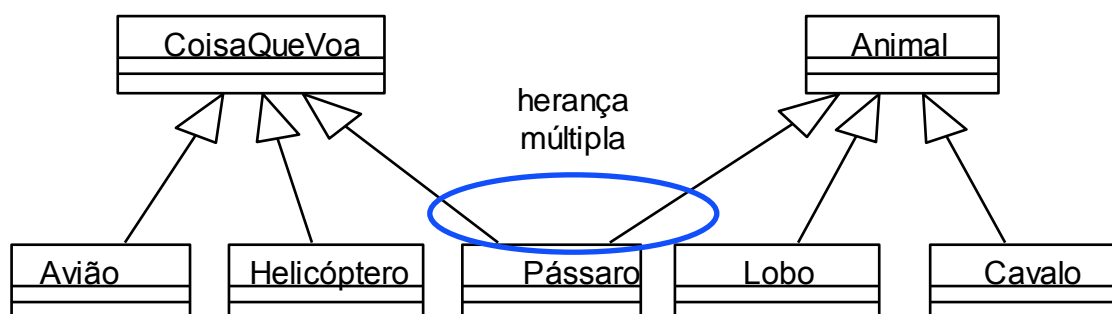 CoisaQueVoa
Animal
herança
múltipla
Avião
Helicóptero
Pássaro
Lobo
Cavalo